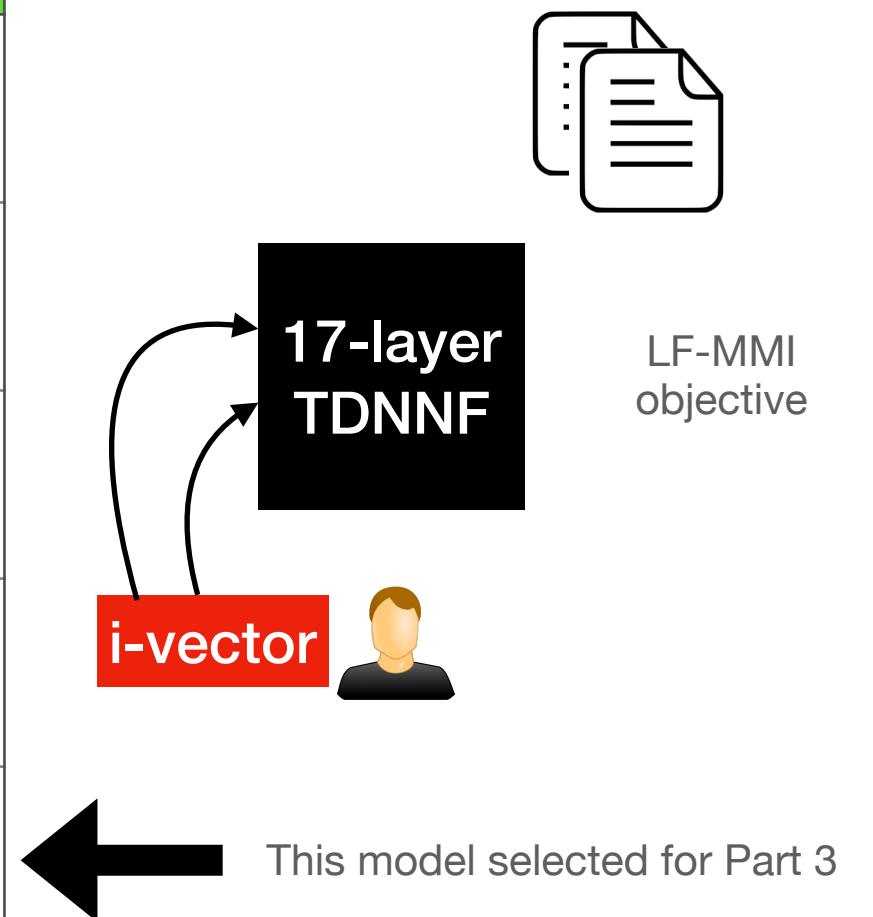 17-layer
TDNNF
LF-MMI
objective
i-vector
This model selected for Part 3